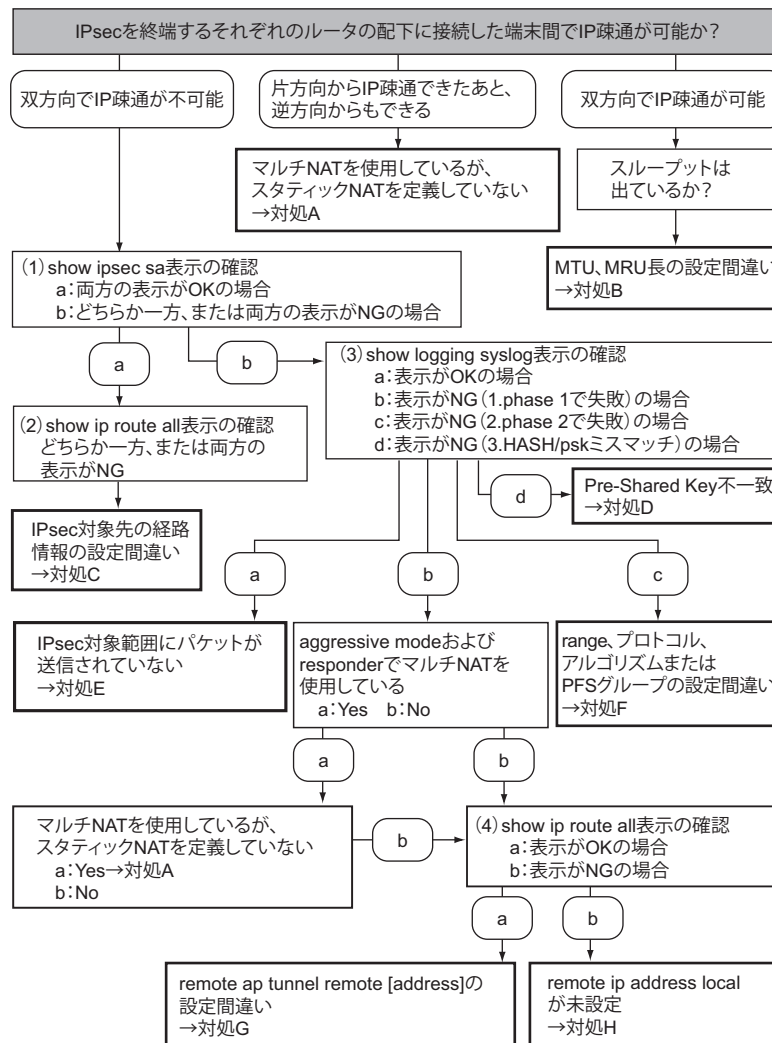 IPsecを終端するそれぞれのルータの配下に接続した端末間でIP疎通が可能か？
双方向でIP疎通が不可能
片方向からIP疎通できたあと、
逆方向からもできる
双方向でIP疎通が可能
マルチNATを使用しているが、
スタティックNATを定義していない
→対処A
スループットは
出ているか？
MTU、MRU長の設定間違い
→対処B
(1)show ipsec sa表示の確認
a：両方の表示がOKの場合
b：どちらか一方、または両方の表示がNGの場合
a
b
(3)show logging syslog表示の確認
a：表示がOKの場合
b：表示がNG(1.phase 1で失敗)の場合
c：表示がNG(2.phase 2で失敗)の場合
d：表示がNG(3.HASH/pskミスマッチ)の場合
(2)show ip route all表示の確認
どちらか一方、または両方の
表示がNG
d
Pre-Shared Key不一致
→対処D
IPsec対象先の経路
情報の設定間違い
→対処C
a
b
c
IPsec対象範囲にパケットが
送信されていない
→対処E
aggressive modeおよび
responderでマルチNATを
使用している
a：Yes b：No
range、プロトコル、
アルゴリズムまたは
PFSグループの設定間違い
→対処F
a
b
マルチNATを使用しているが、
スタティックNATを定義していない
a：Yes→対処A
b：No
b
(4)show ip route all表示の確認
a：表示がOKの場合
b：表示がNGの場合
a
b
remote ap tunnel remote [address]の
設定間違い
→対処G
remote ip address local
が未設定
→対処H